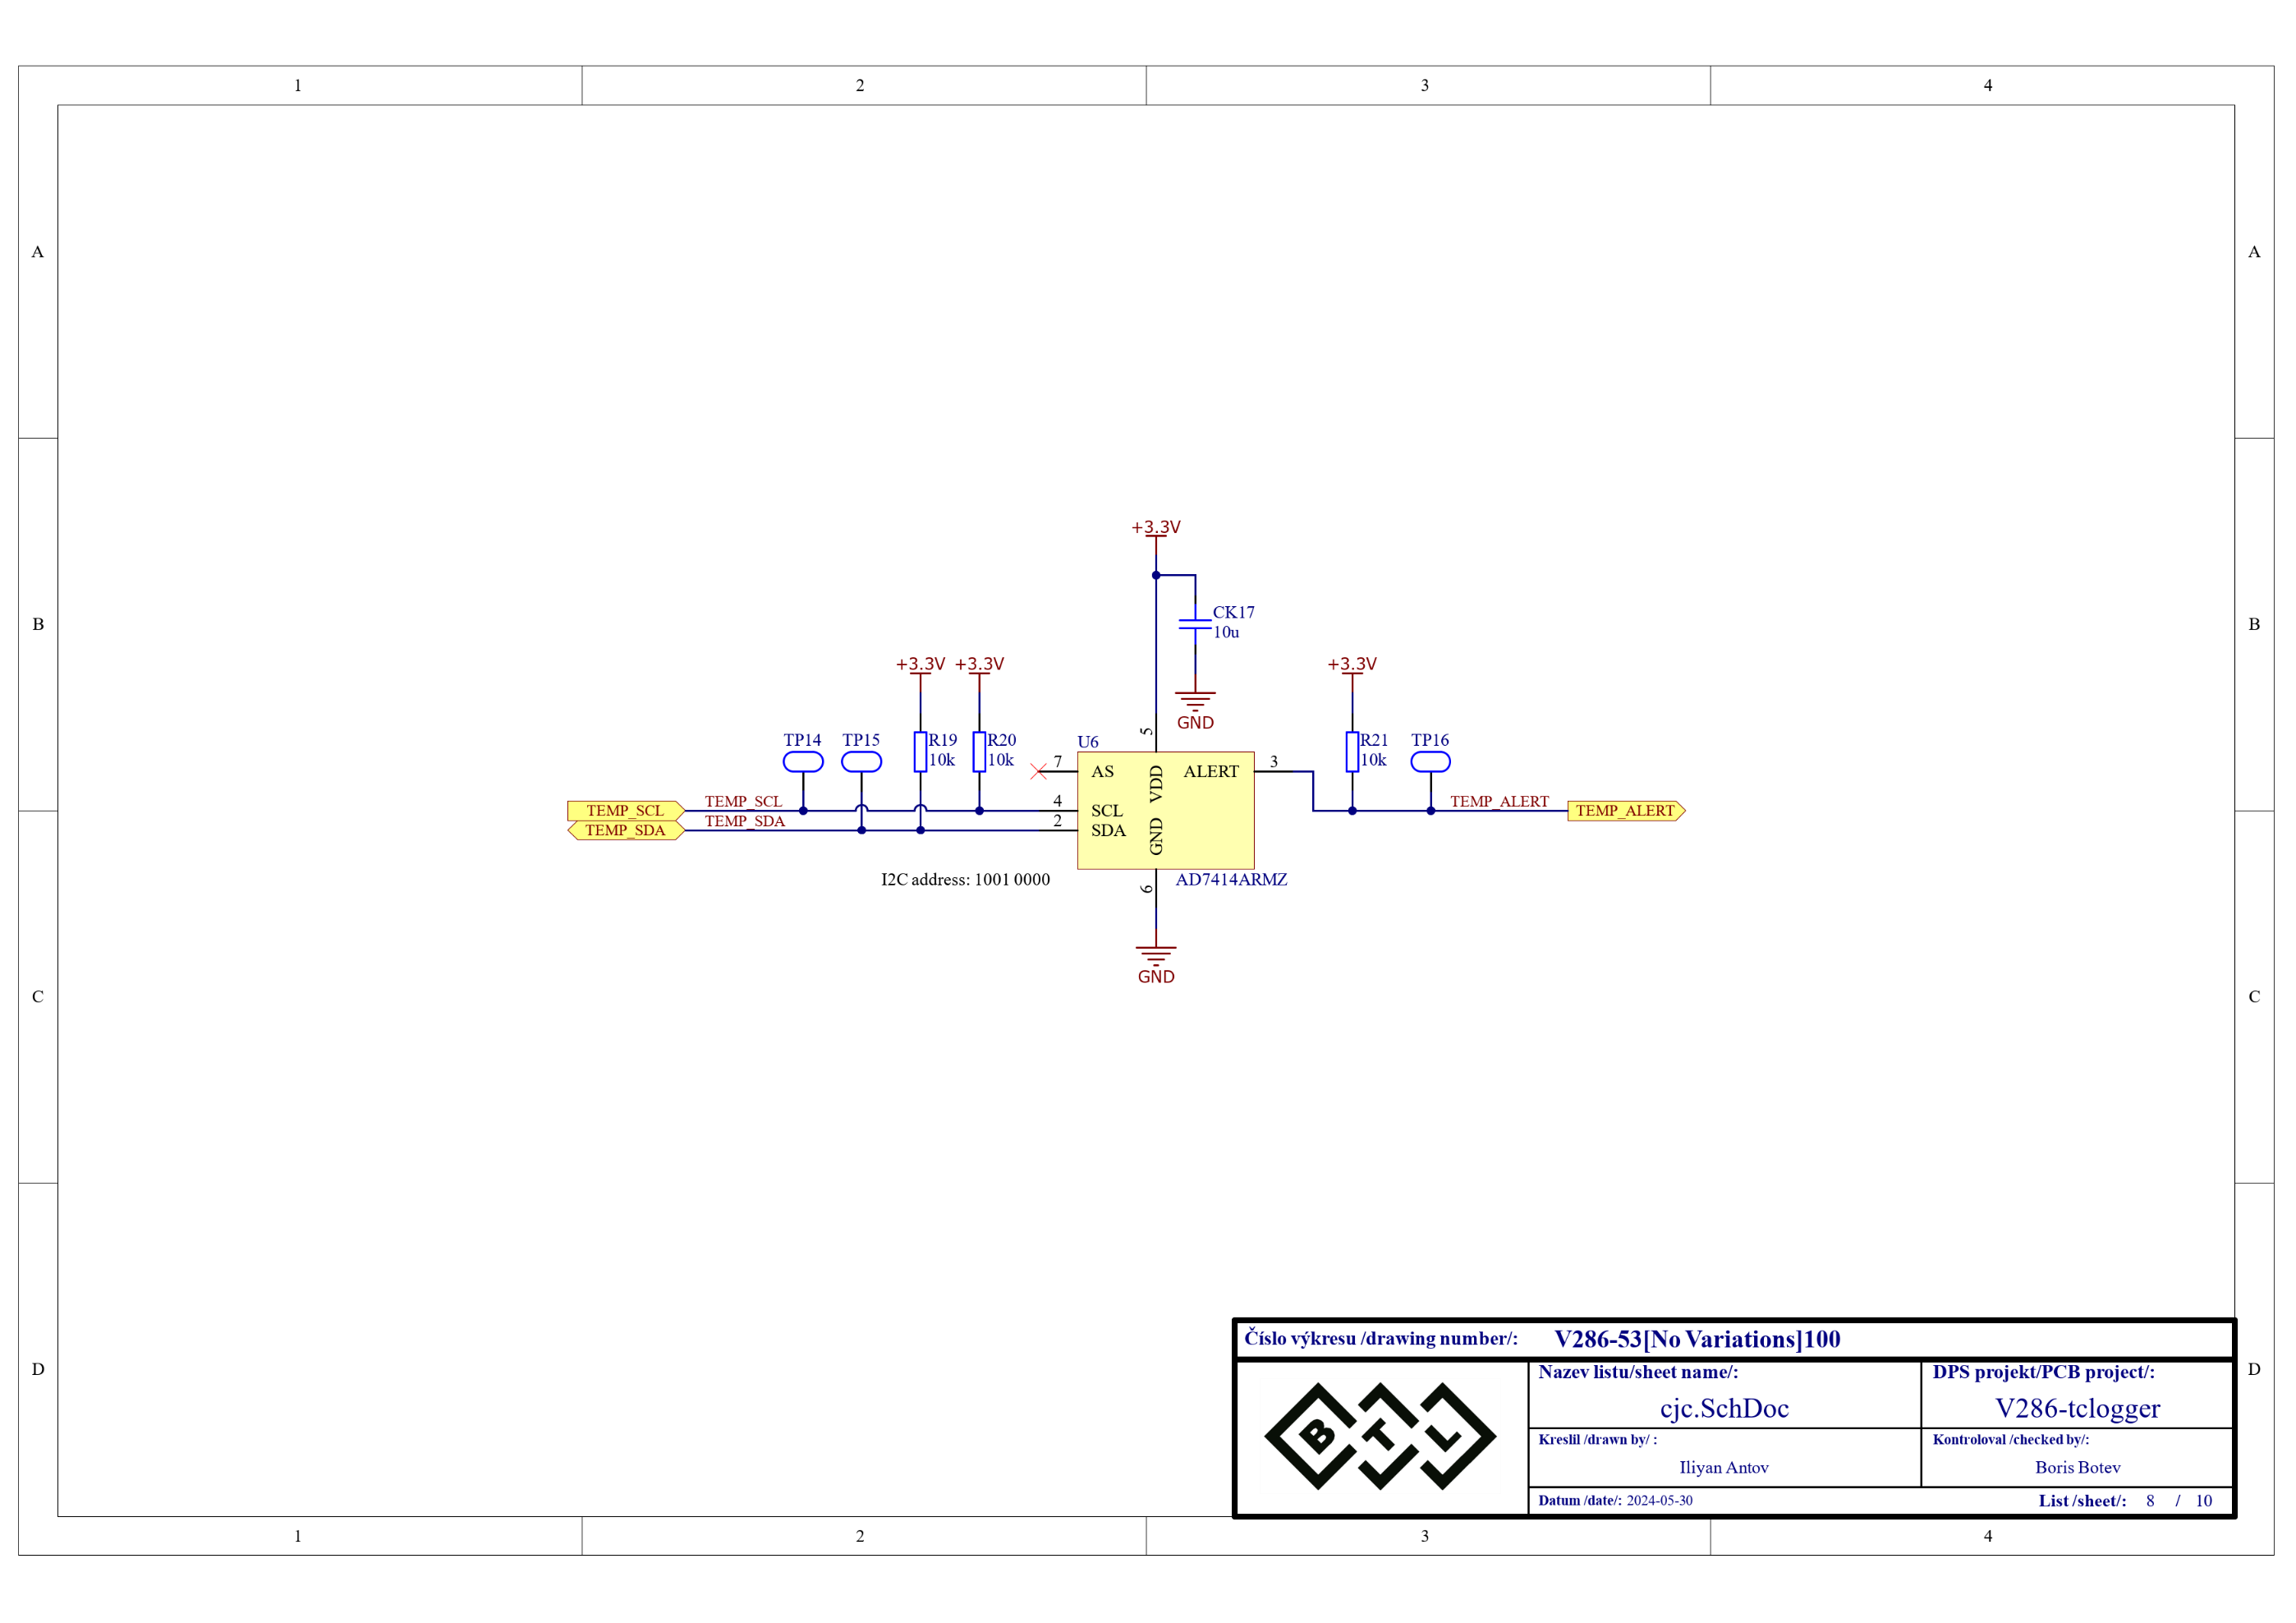 1 2 3 4
A A
B B
C C
D D
+3.3V
CK17
10u
GND
+3.3V +3.3V
+3.3V
TP14 TP15 R19 R20
10k 10k
U6
5
7 AS VDD ALERT 3
R21 TP16
10k
TEMP_SCL TEMP_SCL 4 SCL
TEMP_SDA TEMP_SDA 2 SDA
GND
TEMP_ALERT TEMP_ALERT
I2C address: 1001 0000
6
AD7414ARMZ
GND
Číslo výkresu /drawing number/: V286-53[No Variations]100
BTL
Nazev listu/sheet name/:
cjc.SchDoc
DPS projekt/PCB project/:
V286-tclogger
Kreslil /drawn by/ :
Iliyan Antov
Kontroloval /checked by/:
Boris Botev
Datum /date/: 2024-05-30
List /sheet/: 8 / 10
1 2 3 4